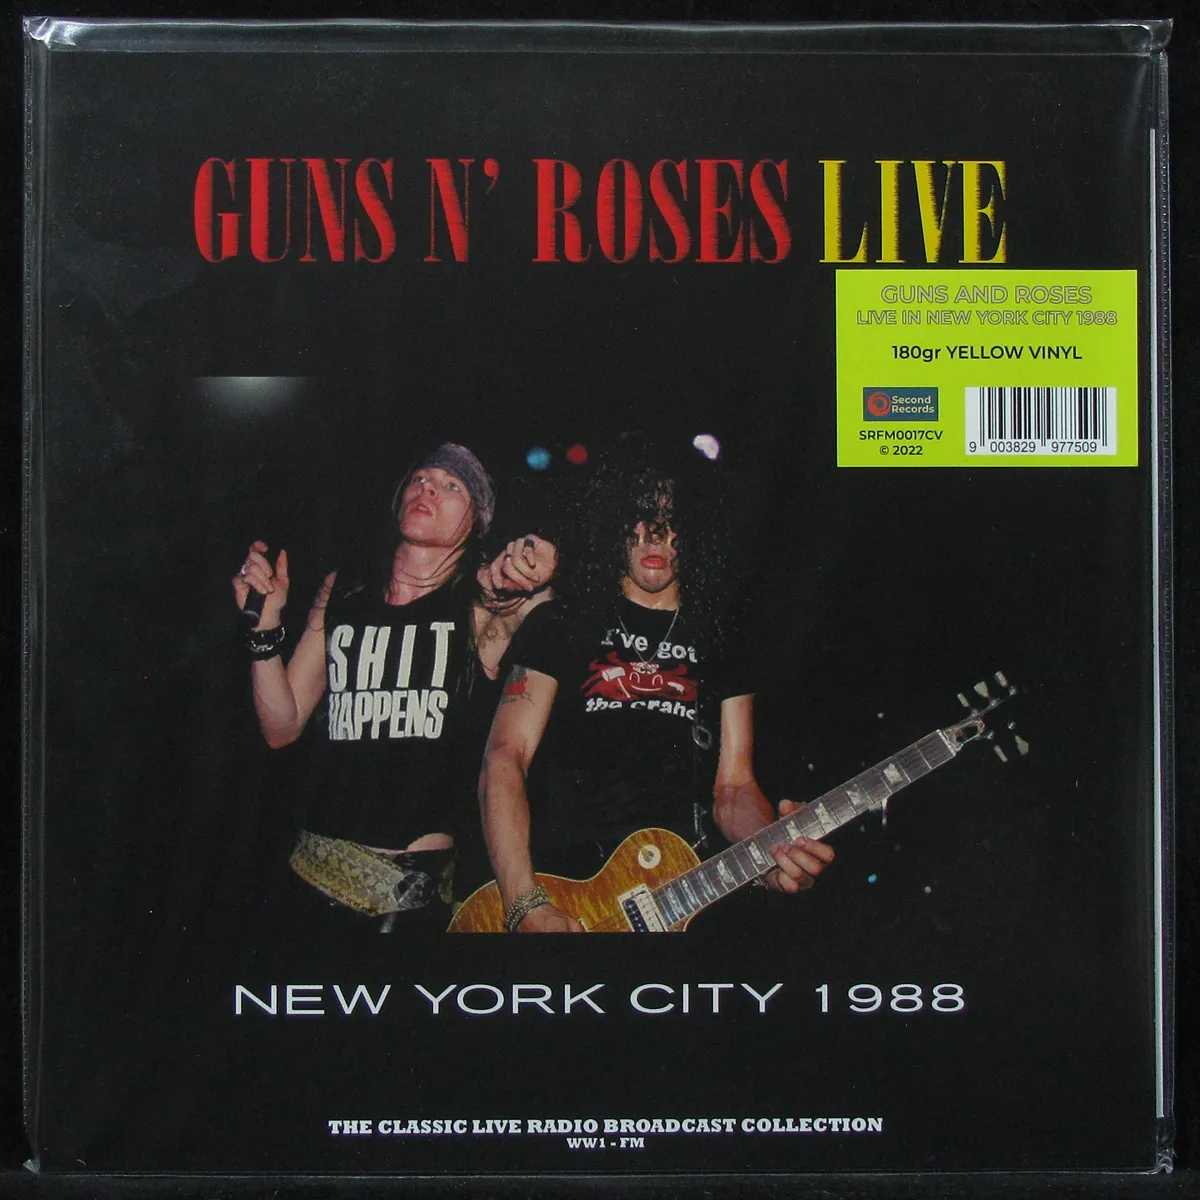 GUNS N' ROSES LIVE
GUNS AND ROSES
LIVE IN NEW YORK CITY 1988
180gr YELLOW VINYL
Second
Records
SRFM0017CV
© 2022
9 003829 977509
SHIT
HAPPENS
I've got
the
NEW YORK CITY 1988
THE CLASSIC LIVE RADIO BROADCAST COLLECTION
WW1 - FM